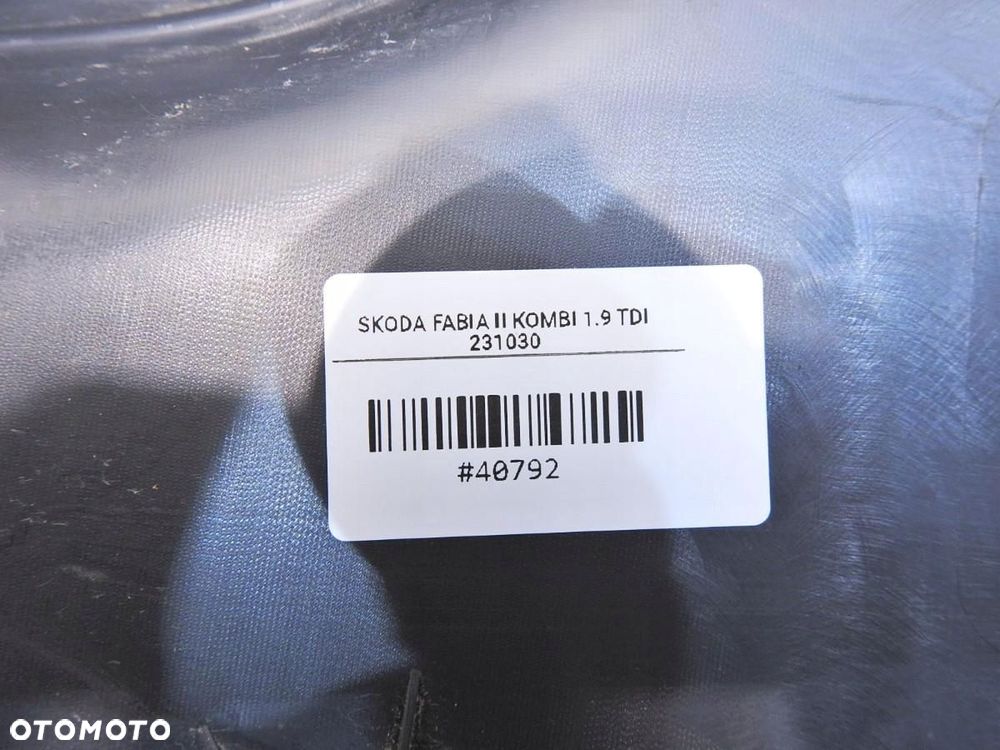 SKODA FABIA II KOMBI 1.9 TDI
231030
#40792
OTOMOTO